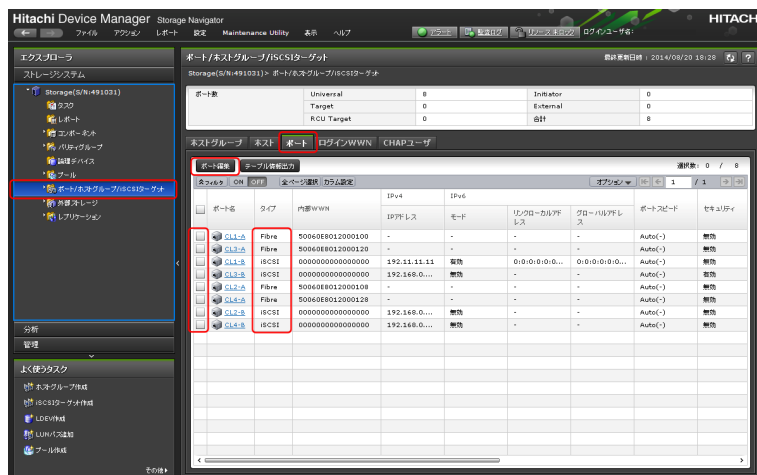 Hitachi Device Manager Storage Navigator
HITACH
ファイル アクション レポート 設定 Maintenance Utility 表示 ヘルプ
アラート
リソースロック
ログインユーザ名:
エクスプローラ
ストレージシステム
Storage(S/N:491031)
タスク
レポート
コンポーネント
パリティグループ
論理デバイス
プール
ポート/ホストグループ/iSCSIターゲット
外部ストレージ
レプリケーション
分析
管理
よく使うタスク
ホストグループ作成
iSCSIターゲット作成
LDEV作成
LUNパス追加
プール作成
その他
ポート/ホストグループ/iSCSIターゲット
最終更新日時 : 2014/08/20 18:28
Storage(S/N:491031)> ポート/ホストグループ/iSCSIターゲット
ポート数 Universal 8 Initiator 0
Target 0 External 0
RCU Target 0 合計 8
ホストグループ ホスト ポート ログインWWN CHAPユーザ
ポート編集 テーブル情報出力 選択数: 0 / 8
フィルタ ON OFF 全ページ選択 カラム設定 オプション 1 / 1
ポート名 タイプ 内部WWN IPv4 IPv6 ポートスピード セキュリティ
IPアドレス モード リンクローカルアドレス グローバルアドレス
CL1-A Fibre 50060E8012000100 - - - - Auto(-) 無効
CL3-A Fibre 50060E8012000120 - - - - Auto(-) 無効
CL1-B iSCSI 0000000000000000 192.11.11.11 有効 0:0:0:0:0:0... 0:0:0:0:0:0... Auto(-) 無効
CL3-B iSCSI 0000000000000000 192.168.0.... 無効 - - Auto(-) 有効
CL2-A Fibre 50060E8012000108 - - - - Auto(-) 無効
CL4-A Fibre 50060E8012000128 - - - - Auto(-) 無効
CL2-B iSCSI 0000000000000000 192.168.0.... 無効 - - Auto(-) 無効
CL4-B iSCSI 0000000000000000 192.168.0.... 無効 - - Auto(-) 無効